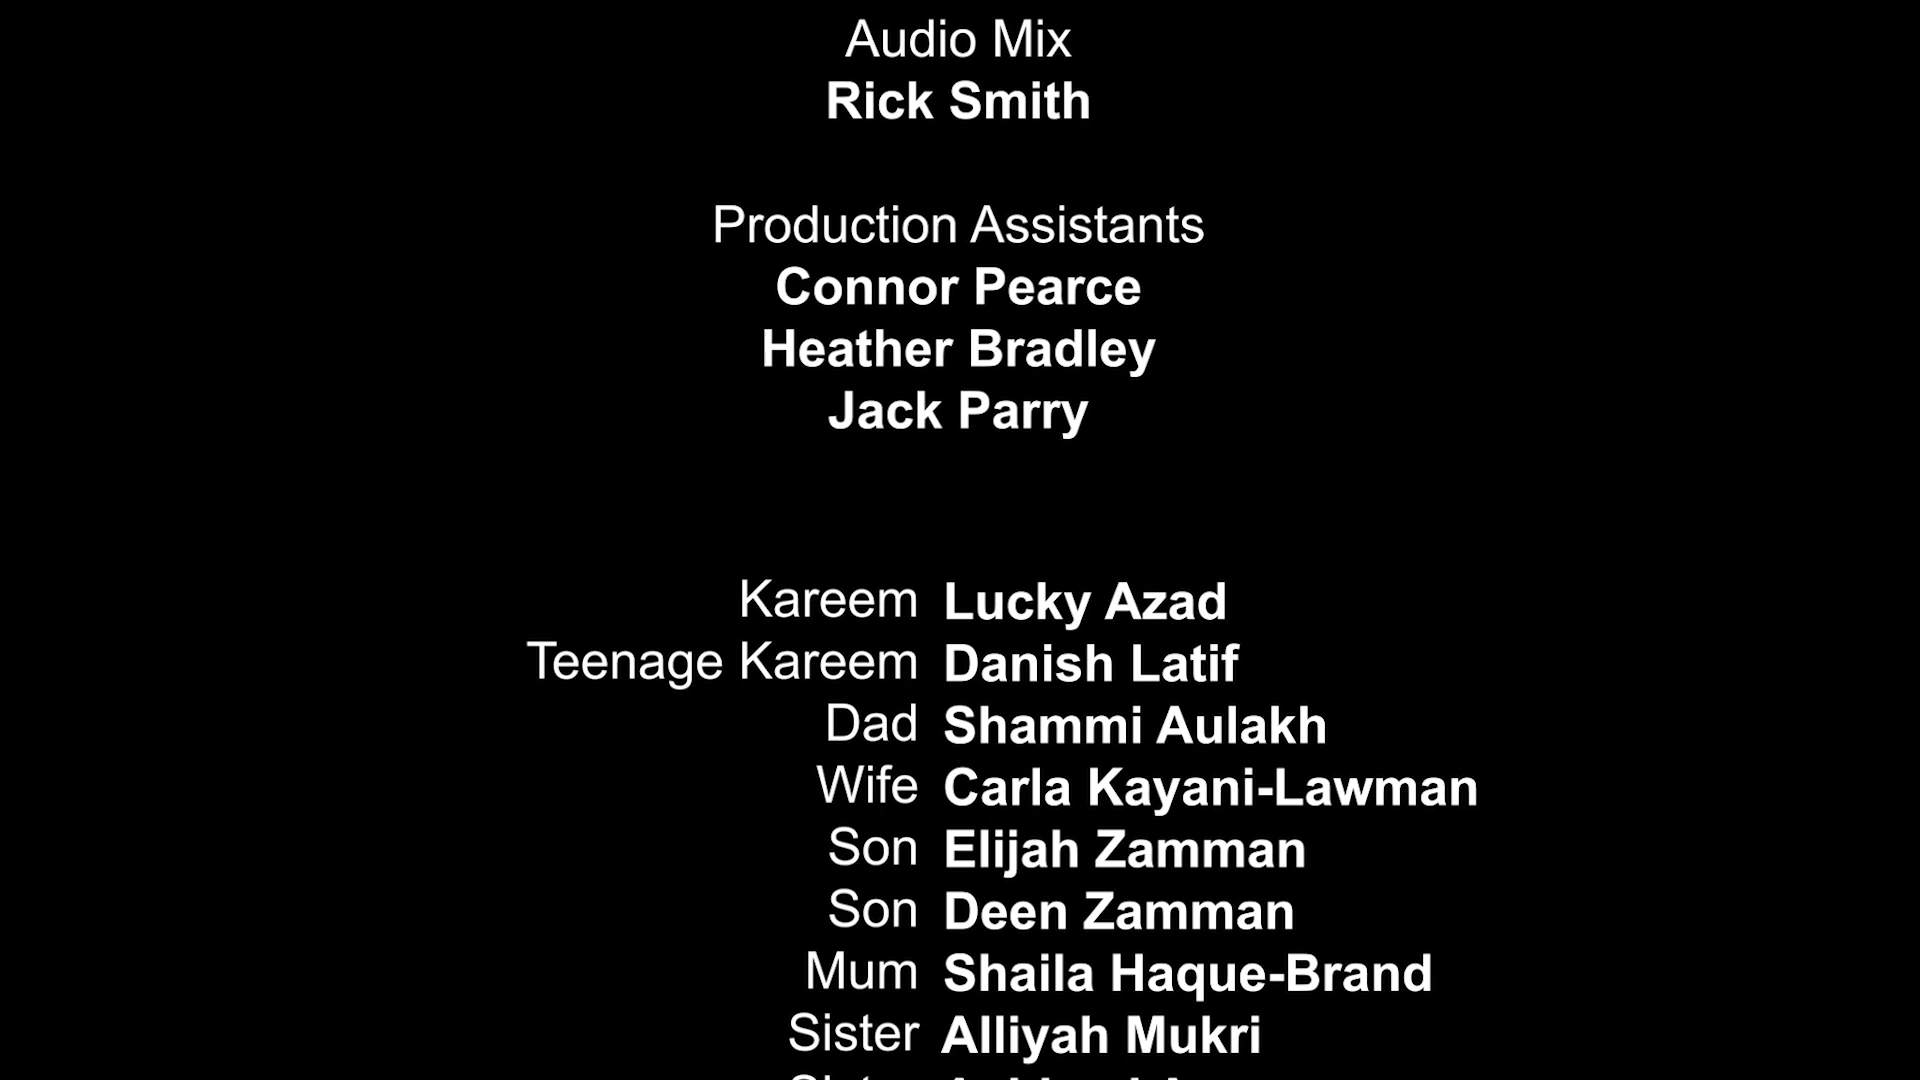 Audio Mix
Rick Smith
Production Assistants
Connor Pearce
Heather Bradley
Jack Parry
Kareem Lucky Azad
Teenage Kareem Danish Latif
Dad Shammi Aulakh
Wife Carla Kayani-Lawman
Son Elijah Zamman
Son Deen Zamman
Mum Shaila Haque-Brand
Sister Alliyah Mukri